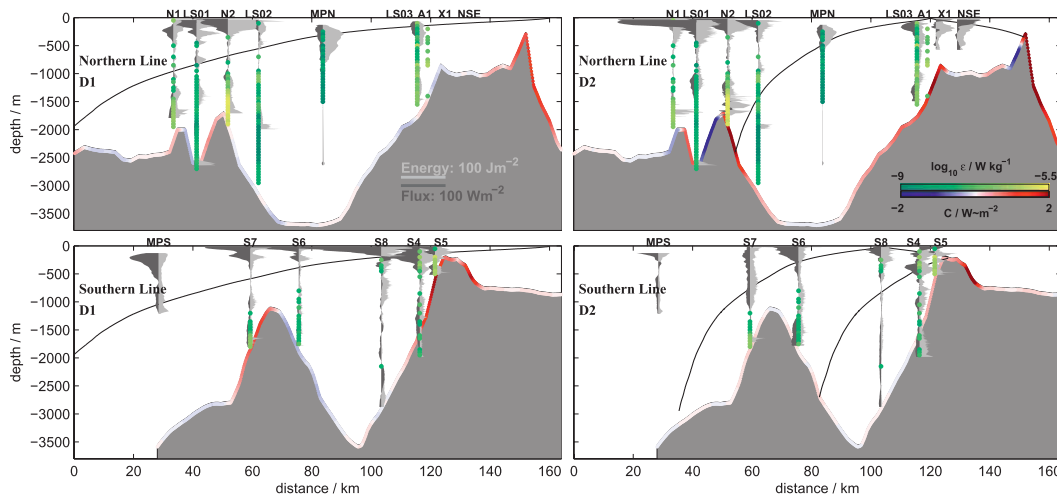 N1 LS01 N2 LS02 MPN LS03 A1 X1 NSE
N1 LS01 N2 LS02 MPN LS03 A1 X1 NSE
0
−500
−1000
−1500
−2000
−2500
−3000
−3500
depth / m
Northern Line
D1
Energy: 100 Jm−2
Flux: 100 Wm−2
Northern Line
D2
log10 ε / W kg−1
−9 −5.5
−2 2
C / W~m−2
MPS S7 S6 S8 S4 S5
MPS S7 S6 S8 S4 S5
0
−500
−1000
−1500
−2000
−2500
−3000
−3500
depth / m
Southern Line
D1
Southern Line
D2
0 20 40 60 80 100 120 140 160
0 20 40 60 80 100 120 140 160
distance / km
distance / km